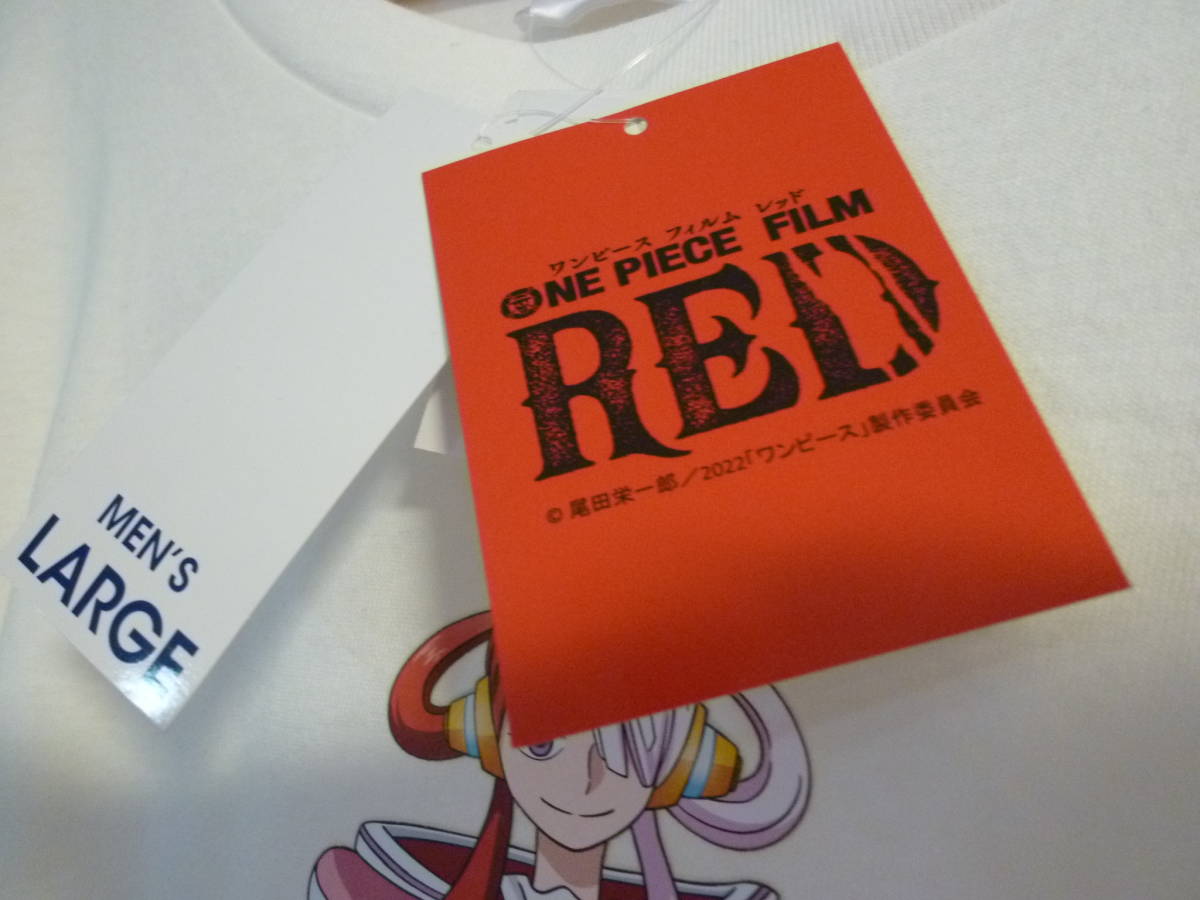 ワンピース フィルム レッド
ONE PIECE FILM
RED
© 尾田栄一郎／2022「ワンピース」製作委員会
MEN'S
LARGE